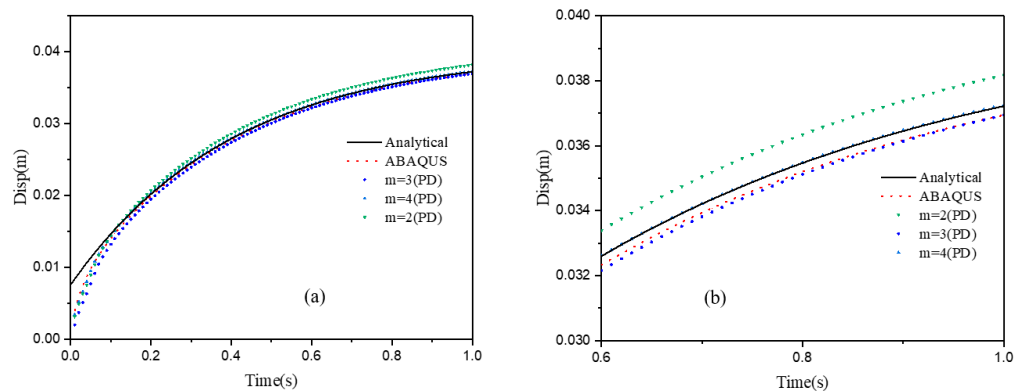 0.04
0.03
0.02
0.01
0.00
Disp(m)
Analytical
ABAQUS
m=3(PD)
m=4(PD)
m=2(PD)
(a)
0.0 0.2 0.4 0.6 0.8 1.0
Time(s)
0.040
0.038
0.036
0.034
0.032
0.030
Disp(m)
Analytical
ABAQUS
m=2(PD)
m=3(PD)
m=4(PD)
(b)
0.6 0.8 1.0
Time(s)